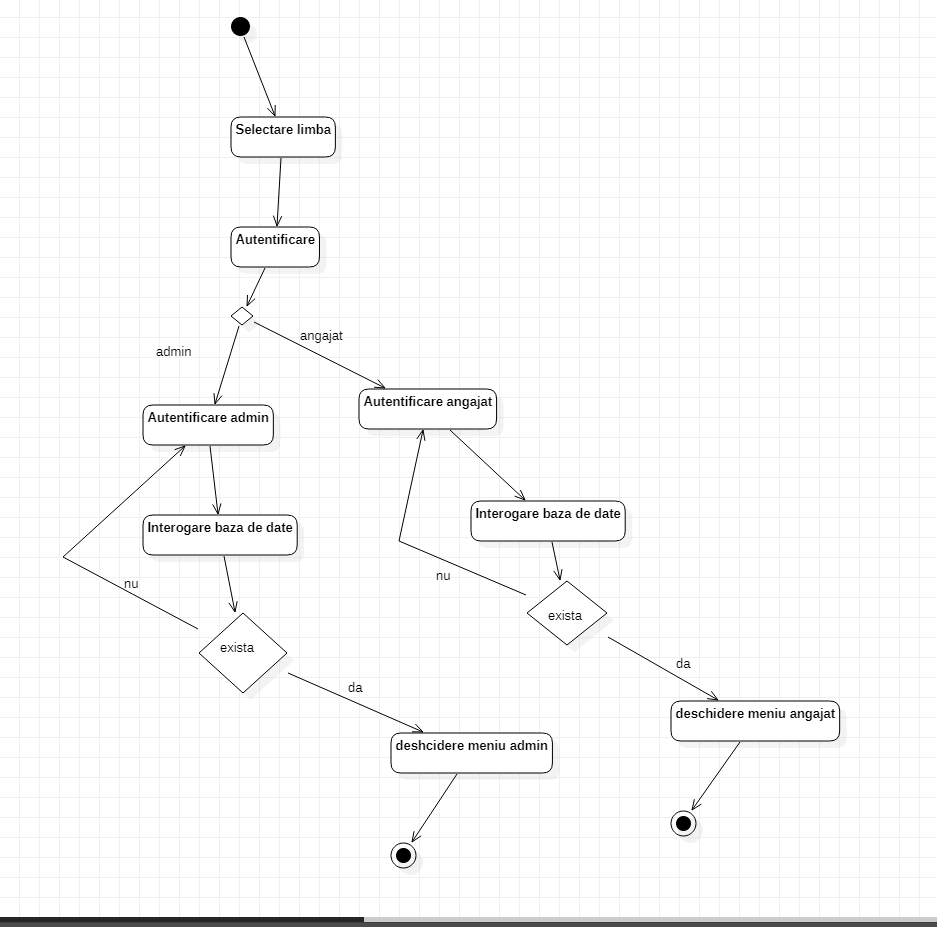 Selectare limba
Autentificare
angajat
admin
Autentificare angajat
Autentificare admin
Interogare baza de date
Interogare baza de date
nu
nu
exista
exista
da
da
deschidere meniu angajat
deshcidere meniu admin